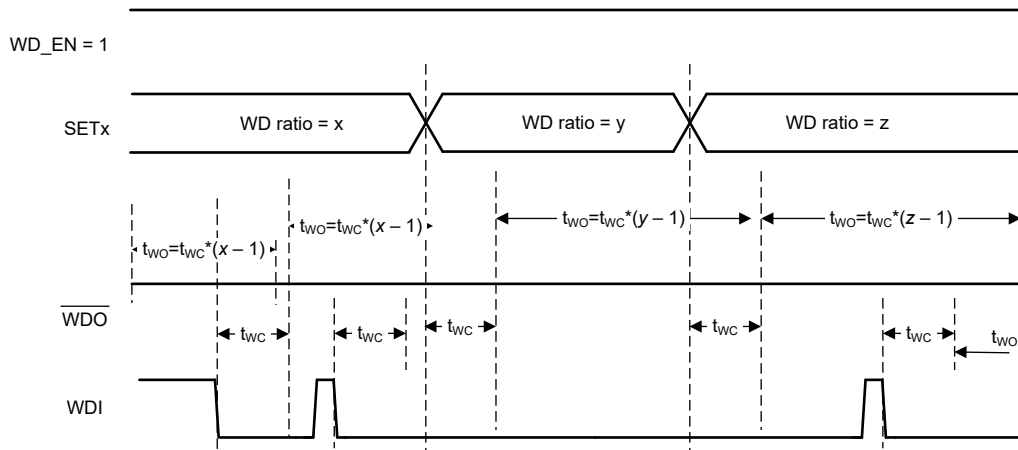 WD_EN = 1
SETx
WD ratio = x
WD ratio = y
WD ratio = z
tWO=tWC*(x – 1)
tWO=tWC*(x – 1)
tWO=tWC*(y – 1)
tWO=tWC*(z – 1)
WDO
tWC
tWC
tWC
tWC
tWC
tWO
WDI